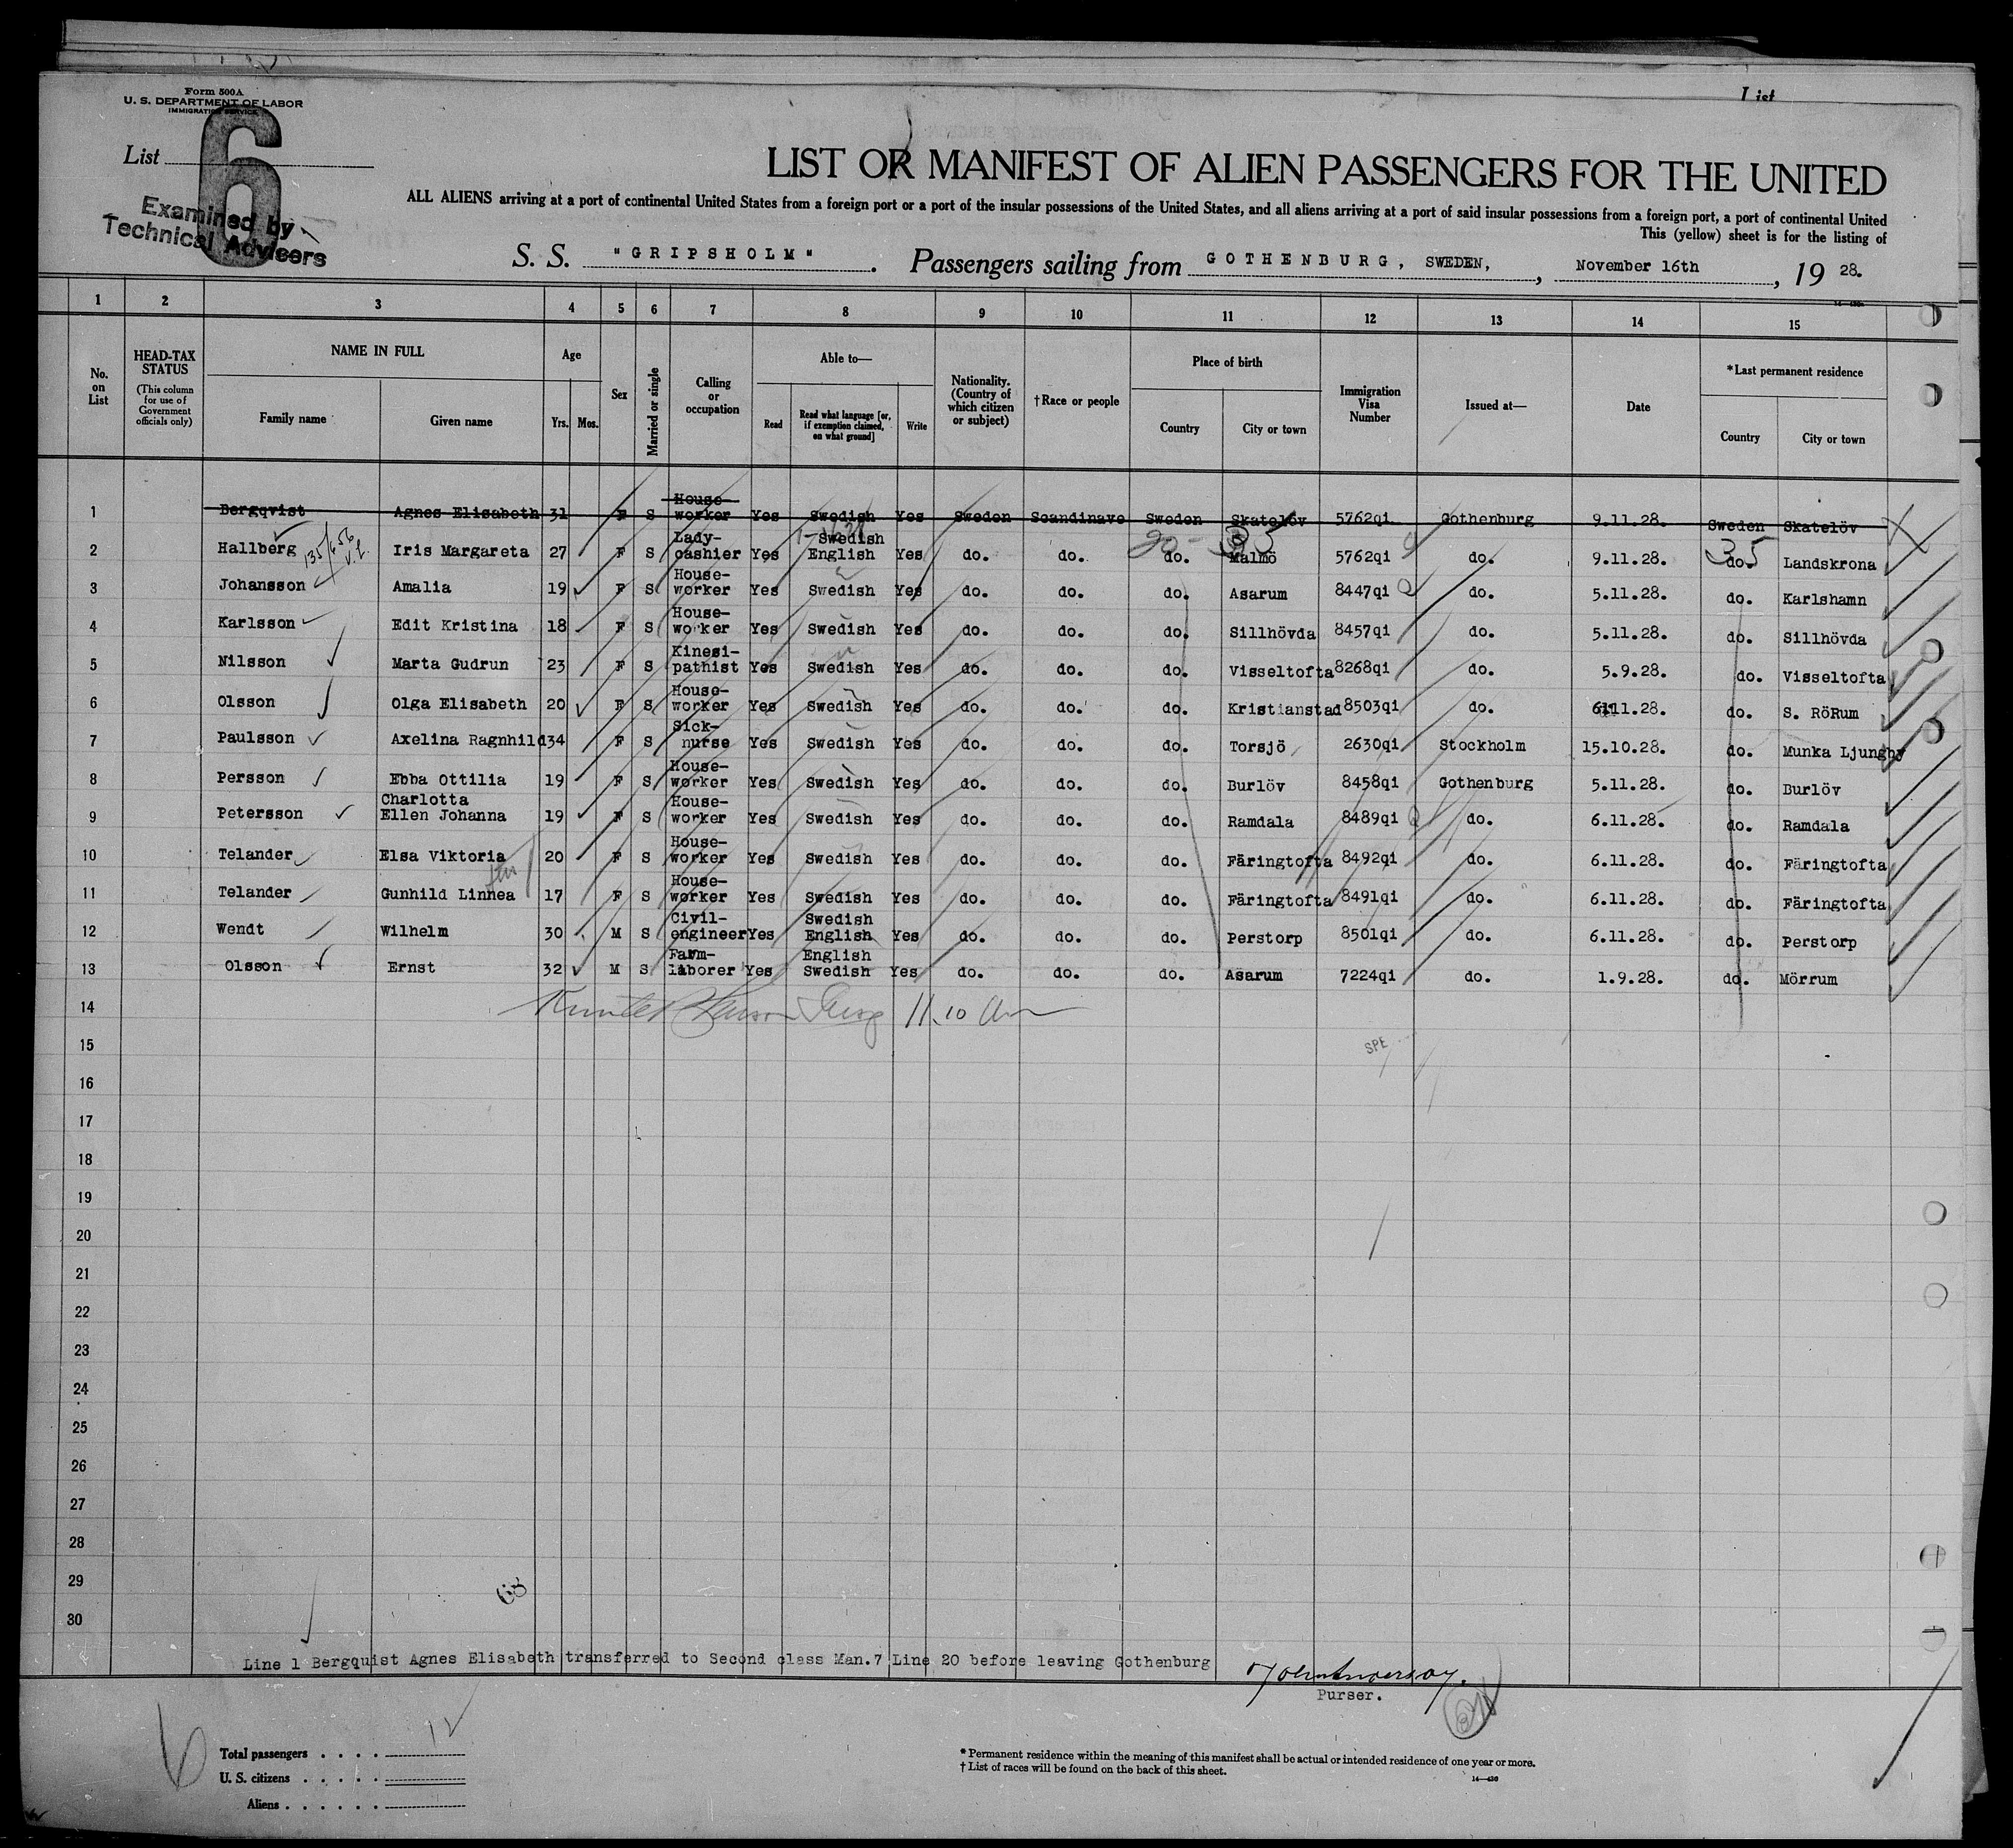 Form 500A
U. S. DEPARTMENT OF LABOR
IMMIGRATION SERVICE
List
List
6
Examined by
Technical Advisers
LIST OR MANIFEST OF ALIEN PASSENGERS FOR THE UNITED
ALL ALIENS arriving at a port of continental United States from a foreign port or a port of the insular possessions of the United States, and all aliens arriving at a port of said insular possessions from a foreign port, a port of continental United
This (yellow) sheet is for the listing of
S. S. "GRIPSHOLM". Passengers sailing from GOTHENBURG, SWEDEN, , November 16th , 19 28.
1 2 3 4 5 6 7 8 9 10 11 12 13 14 15
No. on List
HEAD-TAX STATUS
(This column for use of Government officials only)
NAME IN FULL
Family name Given name
Age
Yrs. Mos.
Sex
Married or single
Calling or occupation
Able to—
Read Read what language [or, if exemption claimed, on what ground] Write
Nationality. (Country of which citizen or subject)
†Race or people
Place of birth
Country City or town
Immigration Visa Number
Issued at—
Date
*Last permanent residence
Country City or town
1 Bergqvist Agnes Elisabeth 31 F S House-worker Yes Swedish Yes Sweden Scandinave Sweden Skatelöv 5762qi Gothenburg 9.11.28. Sweden Skatelöv
2 Hallberg Iris Margareta 27 F S Lady-cashier Yes Swedish English Yes do. do. do. Malmö 5762qi do. 9.11.28. do. Landskrona
3 Johansson Amalia 19 F S House-worker Yes Swedish Yes do. do. do. Asarum 8447qi do. 5.11.28. do. Karlshamn
4 Karlsson Edit Kristina 18 F S House-worker Yes Swedish Yes do. do. do. Sillhövda 8457qi do. 5.11.28. do. Sillhövda
5 Nilsson Marta Gudrun 23 F S Kinesi-pathist Yes Swedish Yes do. do. do. Visseltofta 8268qi do. 5.9.28. do. Visseltofta
6 Olsson Olga Elisabeth 20 F S House-worker Yes Swedish Yes do. do. do. Kristianstad 8503qi do. 6.11.28. do. S. RöRum
7 Paulsson Axelina Ragnhild 34 F S Sick-nurse Yes Swedish Yes do. do. do. Torsjö 2630qi Stockholm 15.10.28. do. Munka Ljungby
8 Persson Ebba Ottilia 19 F S House-worker Yes Swedish Yes do. do. do. Burlöv 8458qi Gothenburg 5.11.28. do. Burlöv
9 Petersson Charlotta Ellen Johanna 19 F S House-worker Yes Swedish Yes do. do. do. Ramdala 8489qi do. 6.11.28. do. Ramdala
10 Telander Elsa Viktoria 20 F S House-worker Yes Swedish Yes do. do. do. Färingtofta 8492qi do. 6.11.28. do. Färingtofta
11 Telander Gunhild Linnea 17 F S House-worker Yes Swedish Yes do. do. do. Färingtofta 8491qi do. 6.11.28. do. Färingtofta
12 Wendt Wilhelm 30 M S Civil-engineer Yes Swedish English Yes do. do. do. Perstorp 8501qi do. 6.11.28. do. Perstorp
13 Olsson Ernst 32 M S Farm-laborer Yes English Swedish Yes do. do. do. Asarum 7224qi do. 1.9.28. do. Mörrum
14 11.10
15 SPE
16
17
18
19
20
21
22
23
24
25
26
27
28
29
30
68
Line 1 Bergquist Agnes Elisabeth transferred to Second class Man.7 Line 20 before leaving Gothenburg
Purser.
Total passengers . . . . 12
U. S. citizens . . . . .
Aliens . . . . . .
* Permanent residence within the meaning of this manifest shall be actual or intended residence of one year or more.
† List of races will be found on the back of this sheet.
14—430